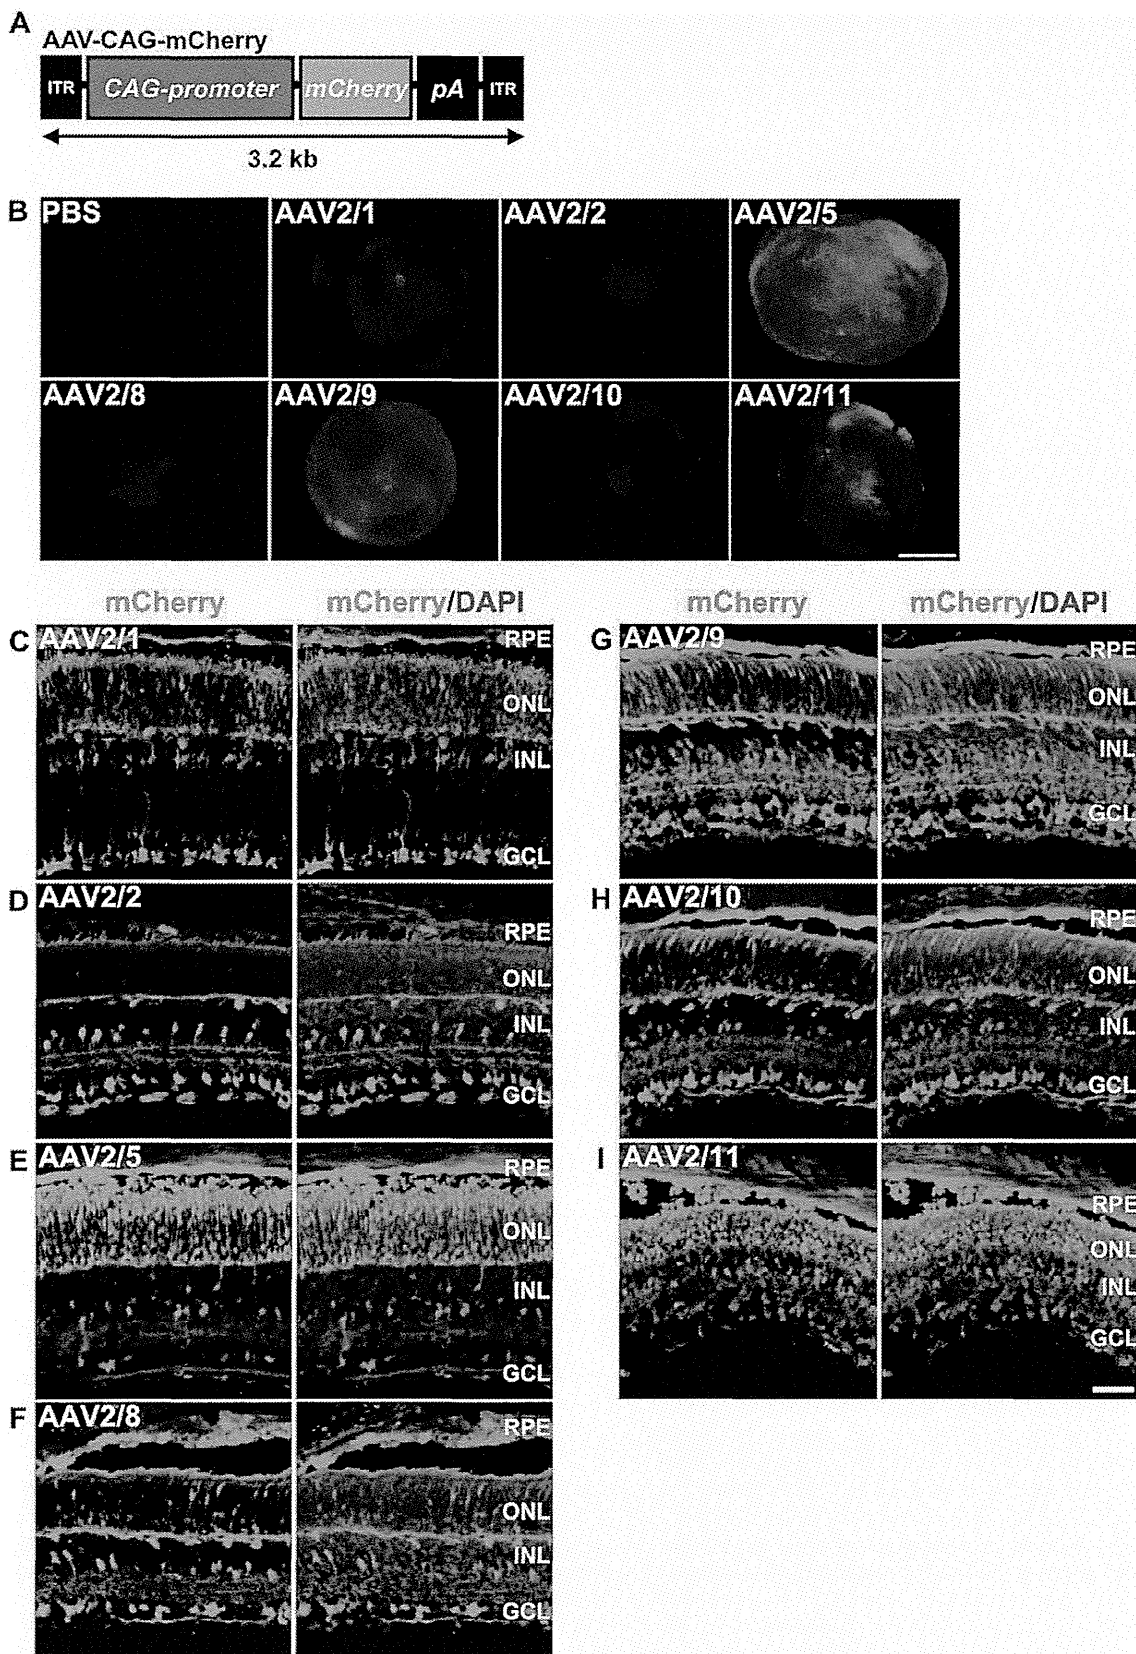 A
AAV-CAG-mCherry
ITR CAG-promoter mCherry pA ITR
3.2 kb
B
PBS AAV2/1 AAV2/2 AAV2/5
AAV2/8 AAV2/9 AAV2/10 AAV2/11
mCherry mCherry/DAPI
C AAV2/1
RPE
ONL
INL
GCL
D AAV2/2
RPE
ONL
INL
GCL
E AAV2/5
RPE
ONL
INL
GCL
F AAV2/8
RPE
ONL
INL
GCL
mCherry mCherry/DAPI
G AAV2/9
RPE
ONL
INL
GCL
H AAV2/10
RPE
ONL
INL
GCL
I AAV2/11
RPE
ONL
INL
GCL